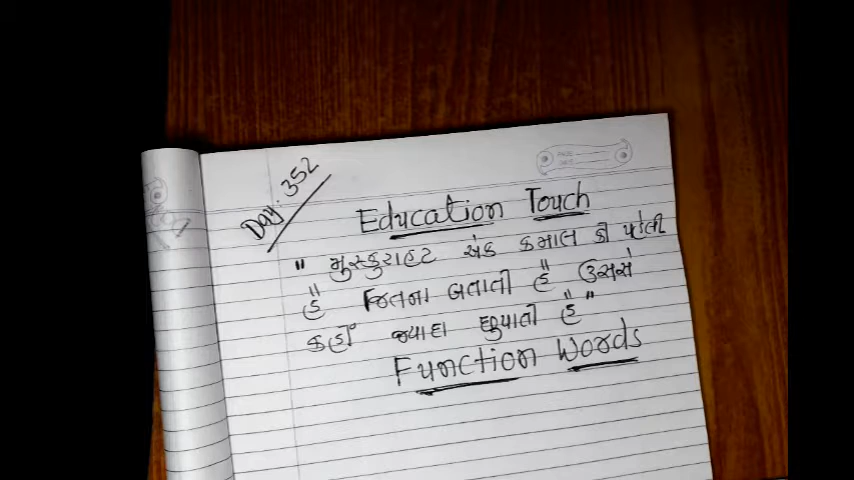 Day: 352
Education Touch
" મુસ્કુરાહટ એક કમાલ કી પહેલી
હૈં જિતના બતાતી હૈં ઉસસે
કહીં જ્યાદા છુપાતી હૈં "
Function Words